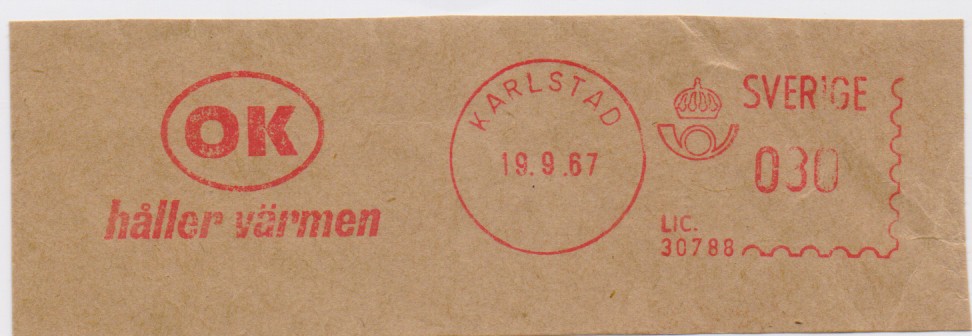 OK
håller värmen
KARLSTAD
19.9.67
SVERIGE
030
LIC.
30788